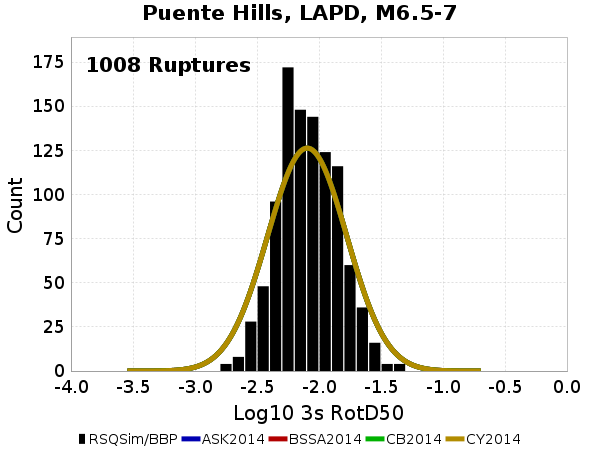 Puente Hills, LAPD, M6.5-7
1008 Ruptures
175
150
125
100
75
50
25
0
Count
-4.0 -3.5 -3.0 -2.5 -2.0 -1.5 -1.0 -0.5 0.0
Log10 3s RotD50
RSQSim/BBP ASK2014 BSSA2014 CB2014 CY2014